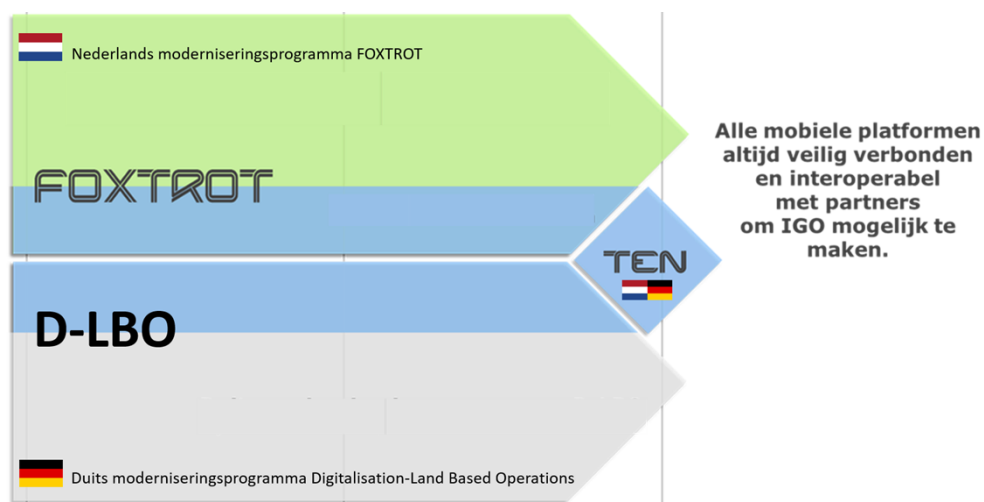 Nederlands moderniseringsprogramma FOXTROT
FOXTROT
Alle mobiele platformen
altijd veilig verbonden
en interoperabel
met partners
om IGO mogelijk te
maken.
TEN
D-LBO
Duits moderniseringsprogramma Digitalisation-Land Based Operations